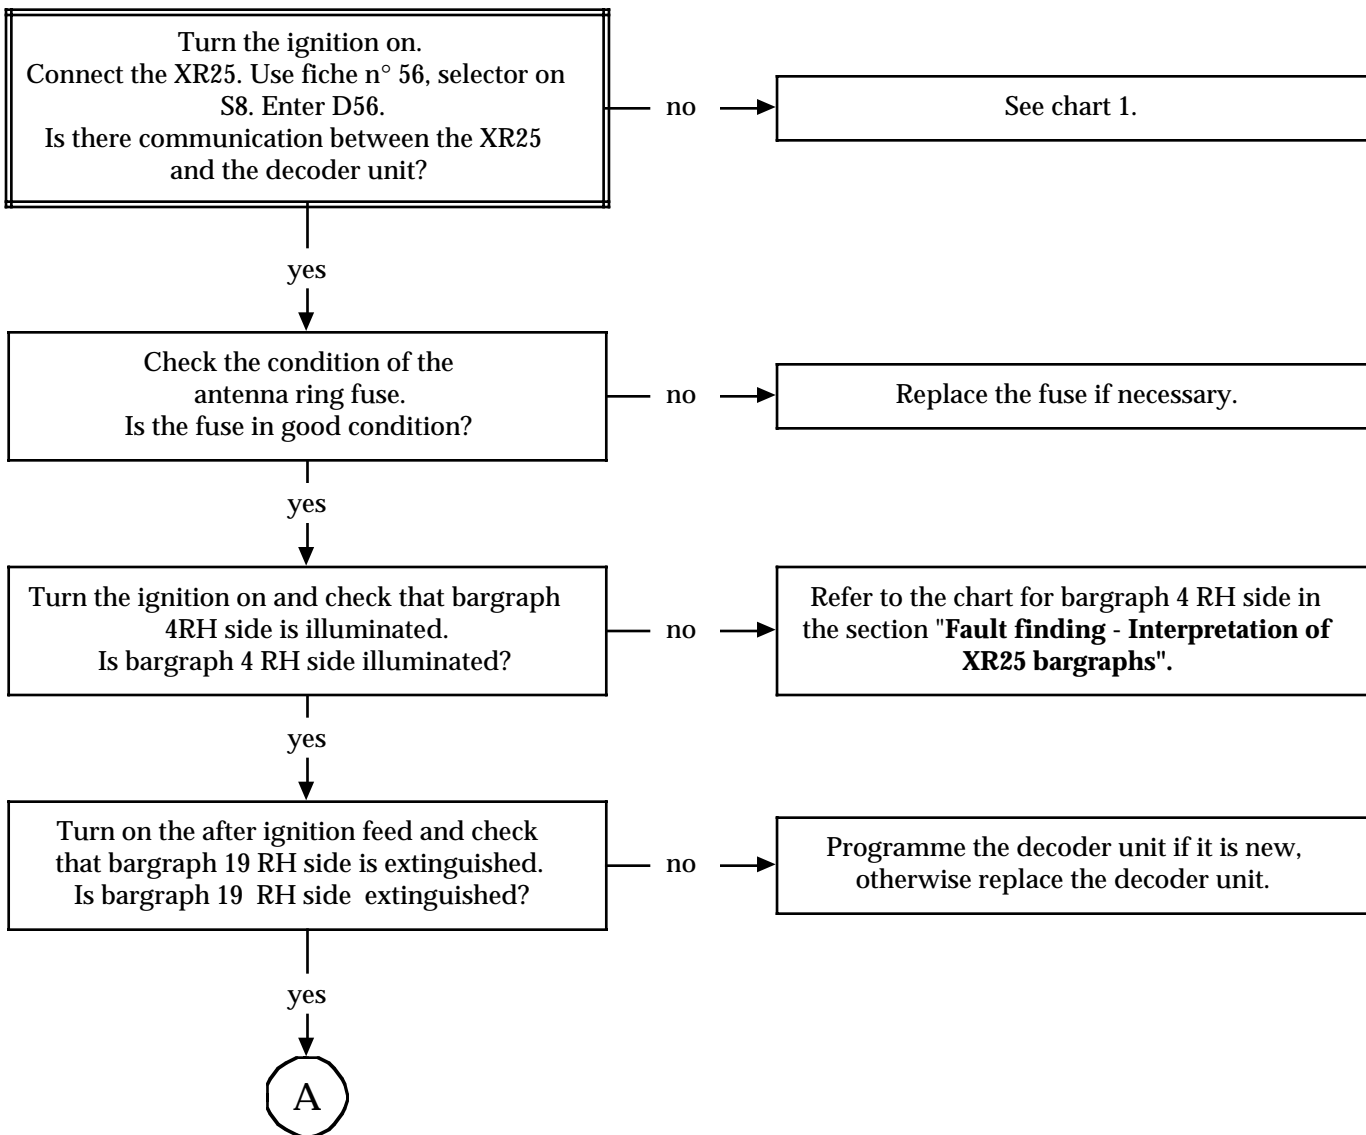 Turn the ignition on.
Connect the XR25. Use fiche n° 56, selector on
S8. Enter D56.
Is there communication between the XR25
and the decoder unit?
no
See chart 1.
yes
Check the condition of the
antenna ring fuse.
Is the fuse in good condition?
no
Replace the fuse if necessary.
yes
Turn the ignition on and check that bargraph
4RH side is illuminated.
Is bargraph 4 RH side illuminated?
no
Refer to the chart for bargraph 4 RH side in
the section "Fault finding - Interpretation of
XR25 bargraphs".
yes
Turn on the after ignition feed and check
that bargraph 19 RH side is extinguished.
Is bargraph 19 RH side extinguished?
no
Programme the decoder unit if it is new,
otherwise replace the decoder unit.
yes
A